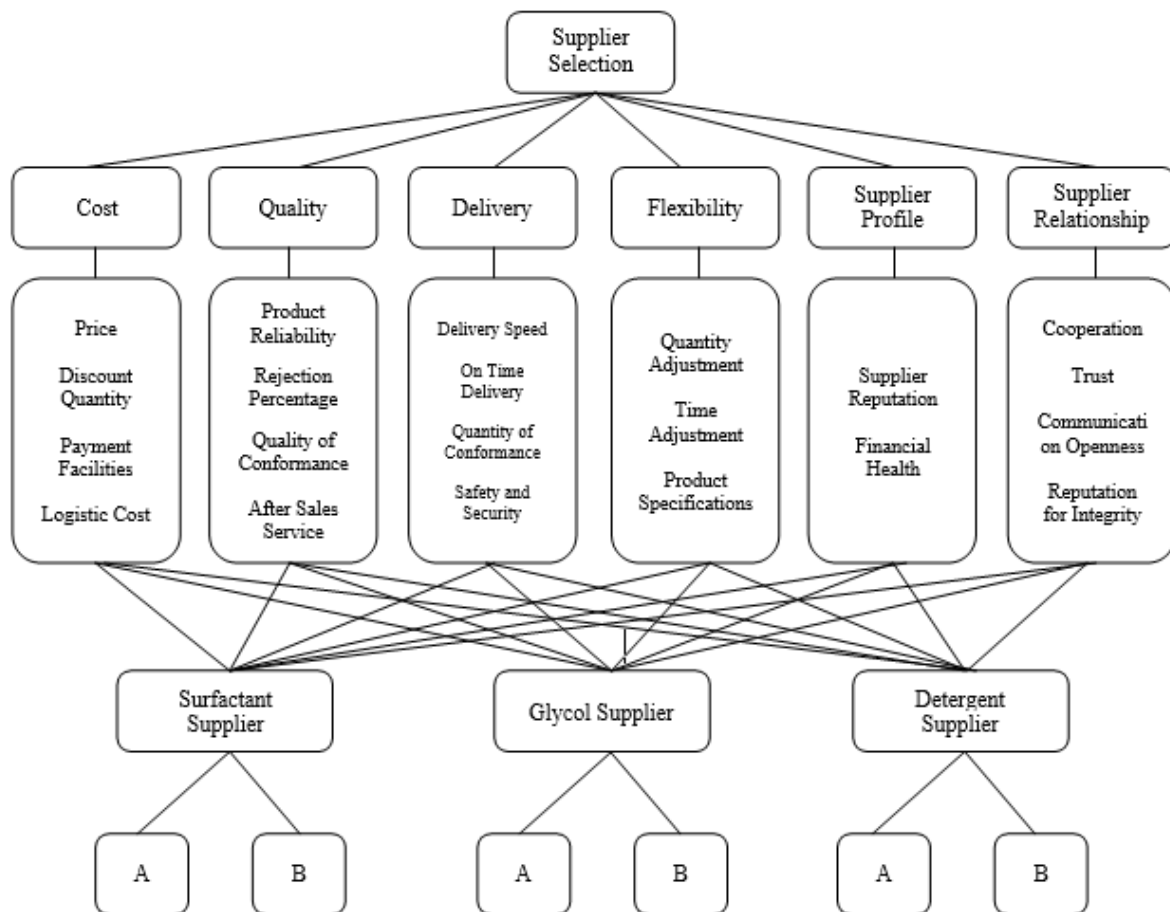 Supplier
Selection
Cost
Quality
Delivery
Flexibility
Supplier
Profile
Supplier
Relationship
Price
Discount
Quantity
Payment
Facilities
Logistic Cost
Product
Reliability
Rejection
Percentage
Quality of
Conformance
After Sales
Service
Delivery Speed
On Time
Delivery
Quantity of
Conformance
Safety and
Security
Quantity
Adjustment
Time
Adjustment
Product
Specifications
Supplier
Reputation
Financial
Health
Cooperation
Trust
Communicati
on Openness
Reputation
for Integrity
Surfactant
Supplier
Glycol Supplier
Detergent
Supplier
A
B
A
B
A
B